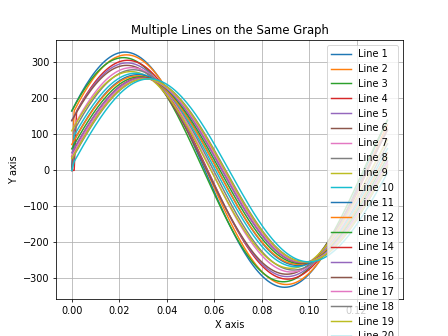 Multiple Lines on the Same Graph
Y axis
300
200
100
0
−100
−200
−300
0.00
0.02
0.04
0.06
0.08
0.10
X axis
Line 1
Line 2
Line 3
Line 4
Line 5
Line 6
Line 7
Line 8
Line 9
Line 10
Line 11
Line 12
Line 13
Line 14
Line 15
Line 16
Line 17
Line 18
Line 19
Line 20